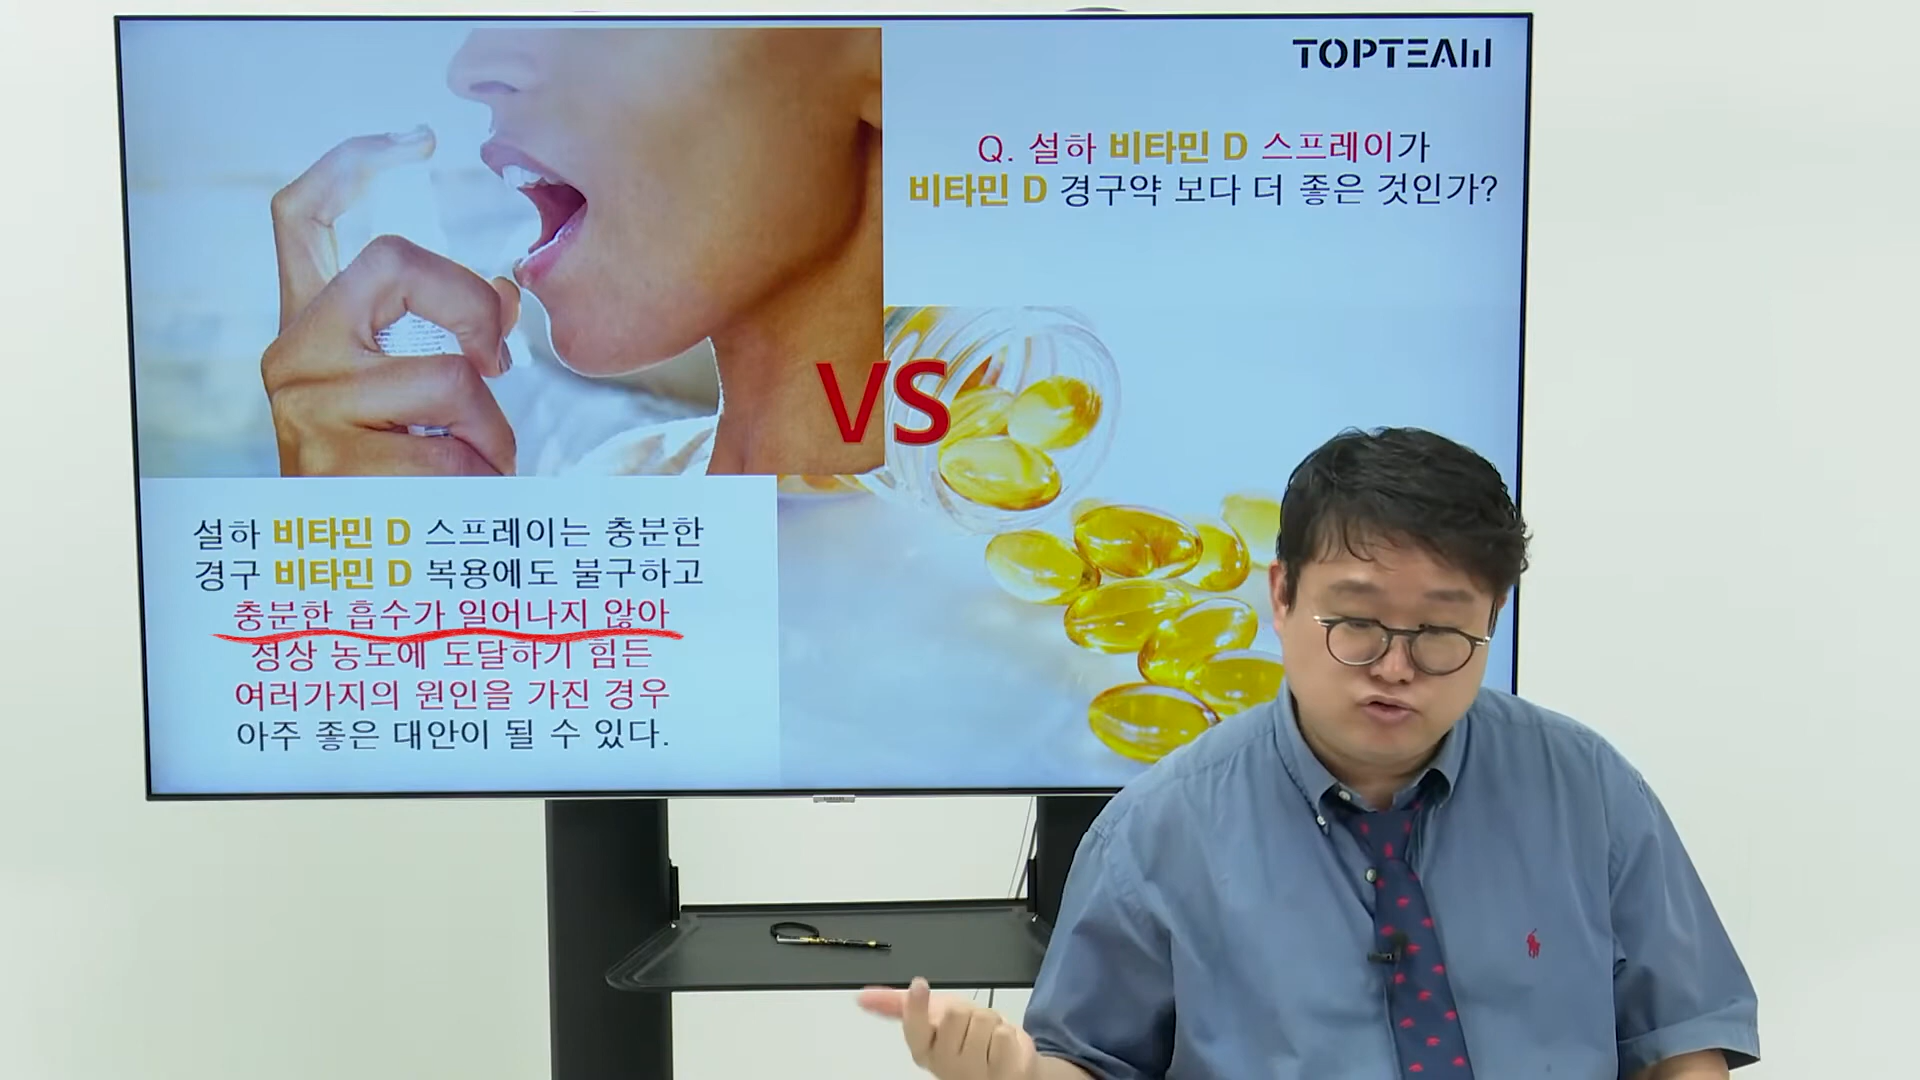 TOPTEAM
Q. 설하 비타민 D 스프레이가
비타민 D 경구약 보다 더 좋은 것인가?
VS
설하 비타민 D 스프레이는 충분한
경구 비타민 D 복용에도 불구하고
충분한 흡수가 일어나지 않아
정상 농도에 도달하기 힘든
여러가지의 원인을 가진 경우
아주 좋은 대안이 될 수 있다.